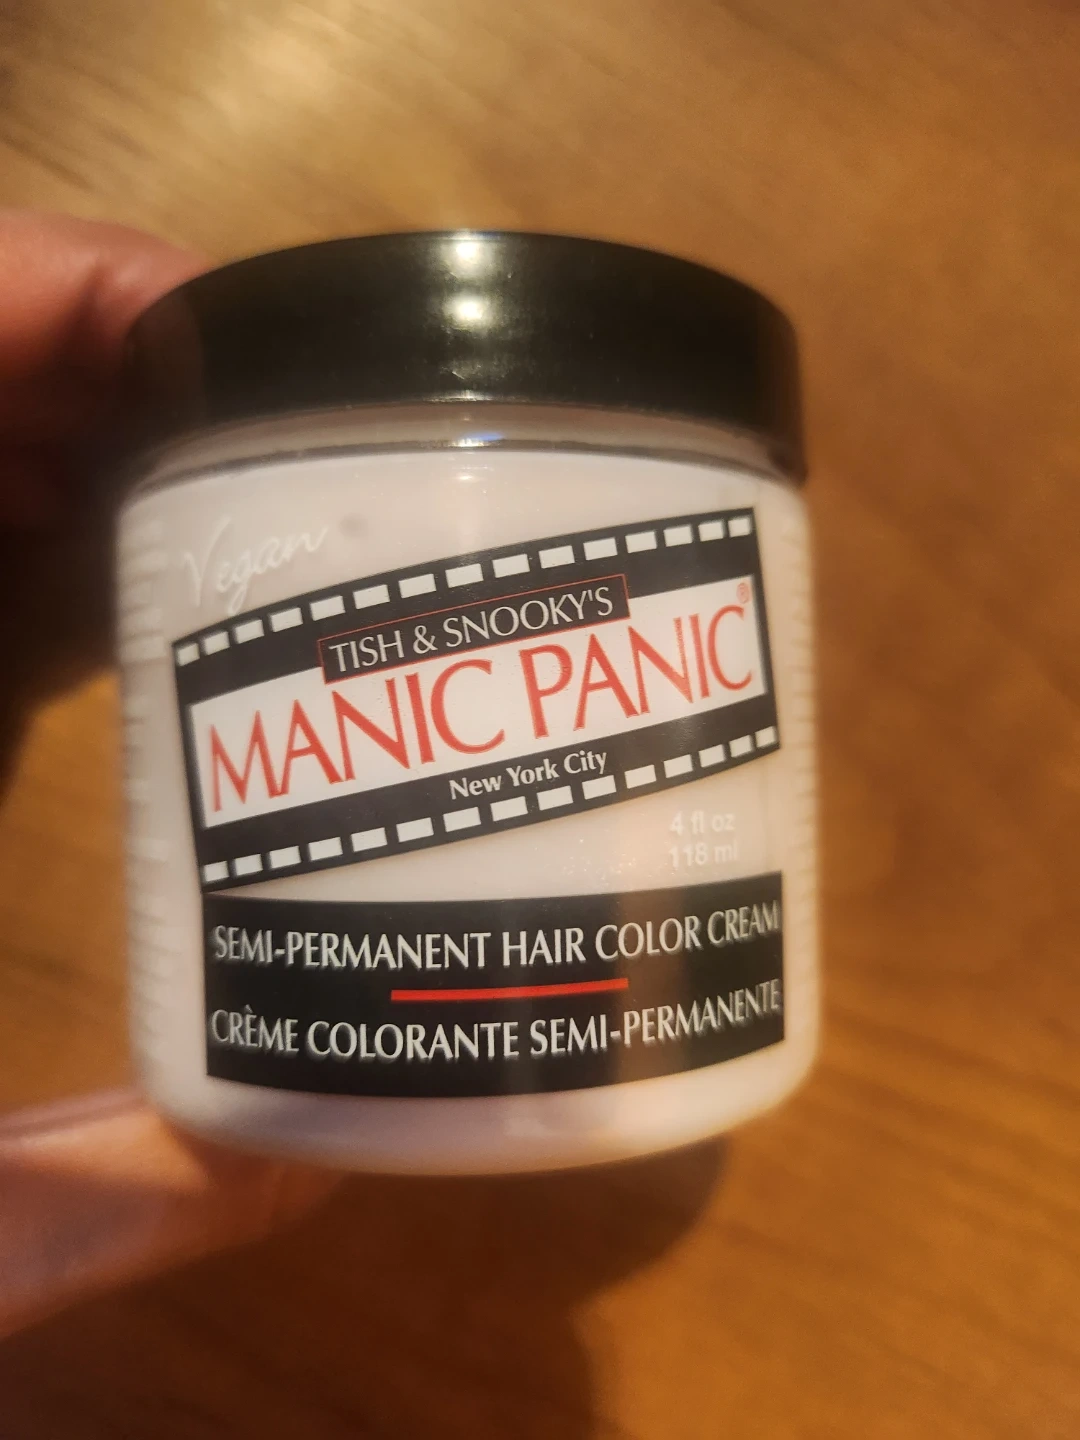 Vegan
TISH & SNOOKY'S
MANIC PANIC®
New York City
4 fl oz
118 ml
SEMI-PERMANENT HAIR COLOR CREAM
CRÈME COLORANTE SEMI-PERMANENTE